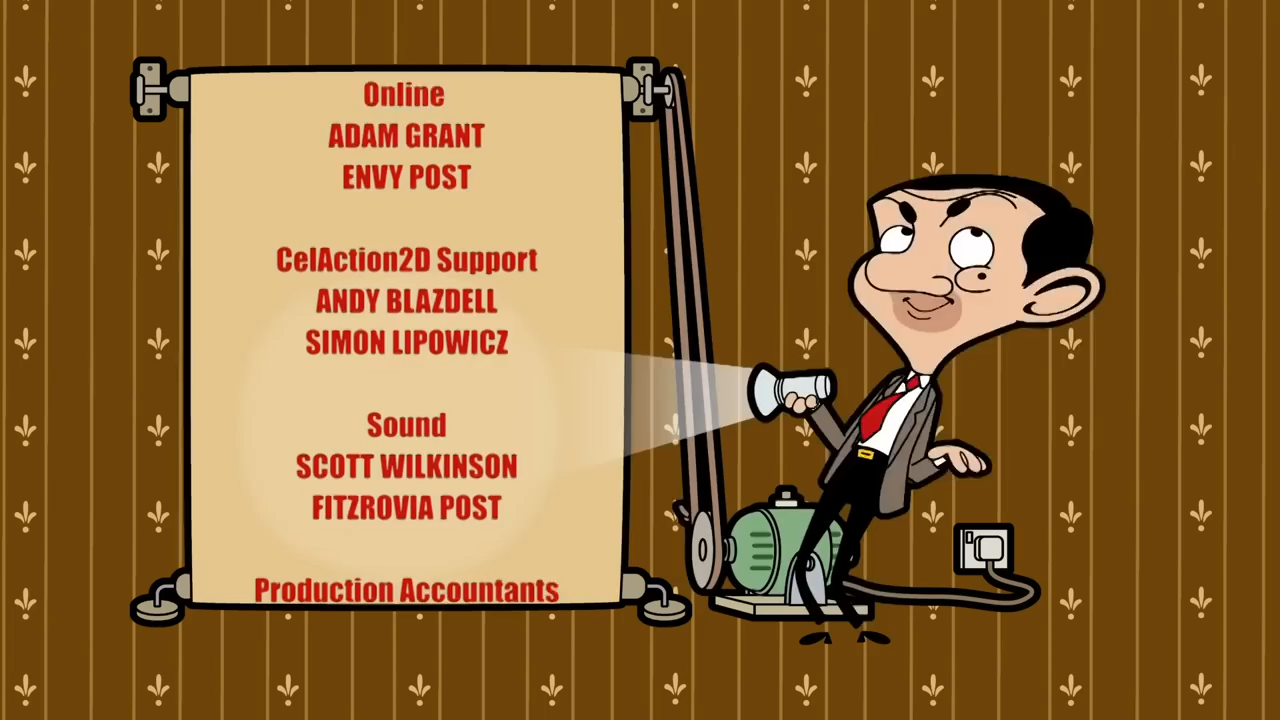 Online
ADAM GRANT
ENVY POST
CelAction2D Support
ANDY BLAZDELL
SIMON LIPOWICZ
Sound
SCOTT WILKINSON
FITZROVIA POST
Production Accountants